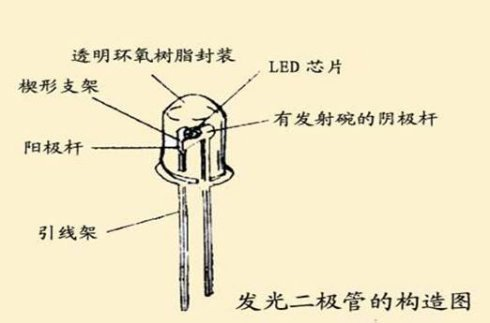 透明环氧树脂封装
LED 芯片
楔形支架
有发射碗的阴极杆
阳极杆
引线架
发光二极管的构造图